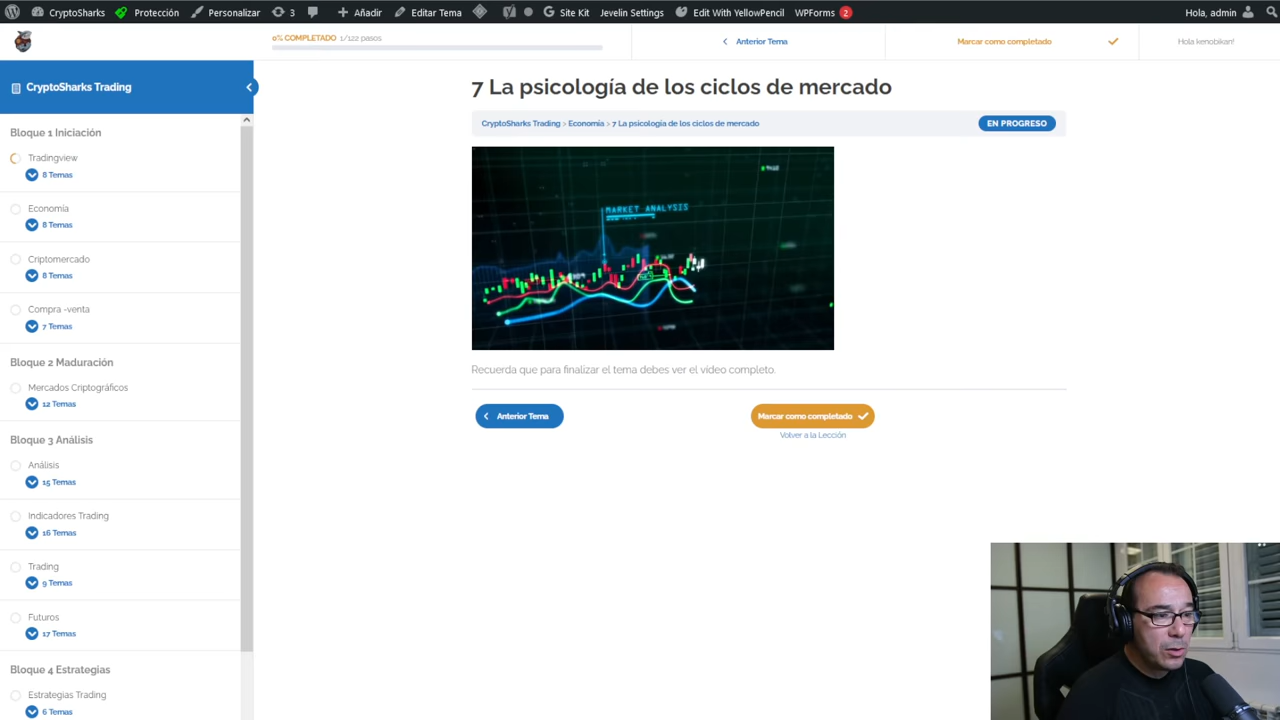 Protección
Personalizar
3
Añadir
Editar Tema
Site Kit
Jevelin Settings
Edit With YellowPencil
WPForms 2
Hola, admin
0% COMPLETADO 1/122 pasos
Anterior Tema
Marcar como completado
Hola kenobikan!
CryptoSharks Trading
Bloque 1 Iniciación
Tradingview
8 Temas
Economía
8 Temas
Criptomercado
8 Temas
Compra -venta
7 Temas
Bloque 2 Maduración
Mercados Criptográficos
12 Temas
Bloque 3 Análisis
Análisis
15 Temas
Indicadores Trading
16 Temas
Trading
9 Temas
Futuros
17 Temas
Bloque 4 Estrategias
Estrategias Trading
6 Temas
7 La psicología de los ciclos de mercado
CryptoSharks Trading > Economía > 7 La psicología de los ciclos de mercado
EN PROGRESO
MARKET ANALYSIS
Recuerda que para finalizar el tema debes ver el video completo.
Anterior Tema
Marcar como completado
Volver a la Lección